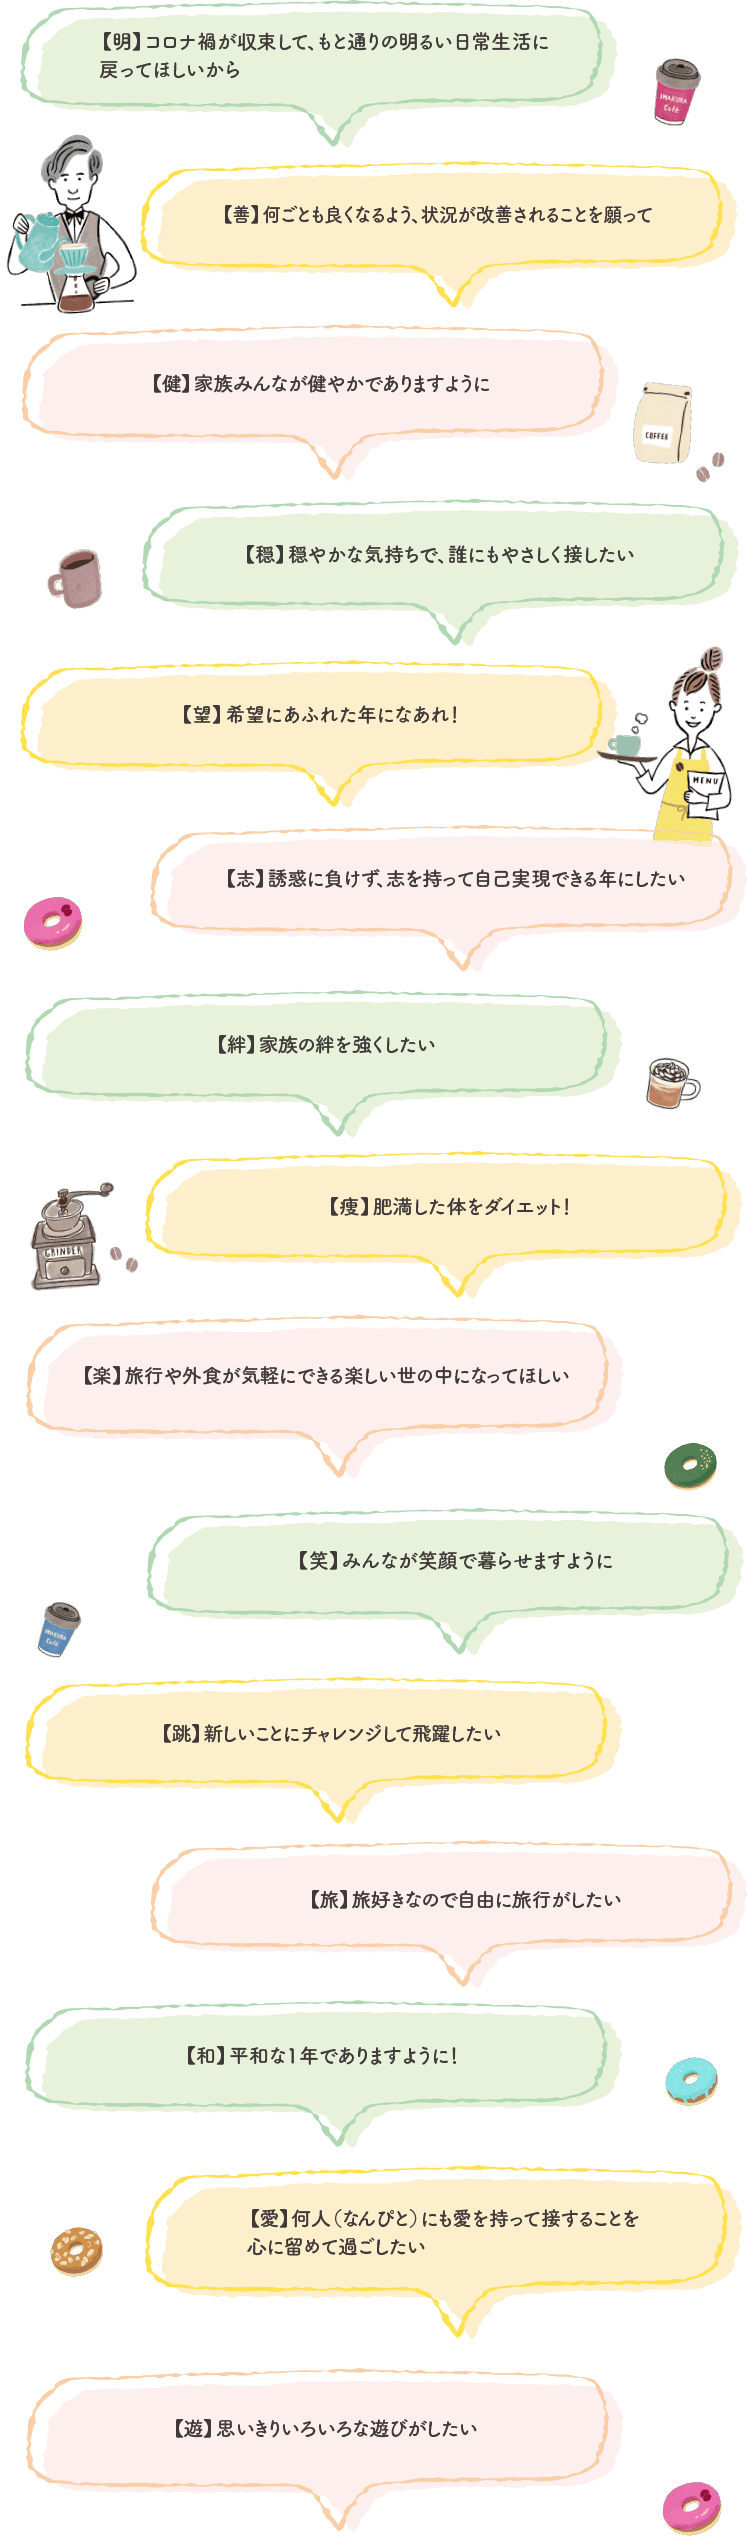 【明】コロナ禍が収束して、もと通りの明るい日常生活に
戻ってほしいから
IMAKURA
Café
【善】何ごとも良くなるよう、状況が改善されることを願って
【健】家族みんなが健やかでありますように
COFFEE
【穏】穏やかな気持ちで、誰にもやさしく接したい
【望】希望にあふれた年になあれ！
MENU
【志】誘惑に負けず、志を持って自己実現できる年にしたい
【絆】家族の絆を強くしたい
【痩】肥満した体をダイエット！
GRINDER
【楽】旅行や外食が気軽にできる楽しい世の中になってほしい
【笑】みんなが笑顔で暮らせますように
IMAKURA
Café
【跳】新しいことにチャレンジして飛躍したい
【旅】旅好きなので自由に旅行がしたい
【和】平和な1年でありますように！
【愛】何人（なんぴと）にも愛を持って接することを
心に留めて過ごしたい
【遊】思いきりいろいろな遊びがしたい